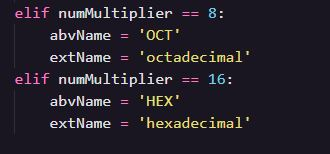 elif numMultiplier == 8:
    abvName = 'OCT'
    extName = 'octadecimal'
elif numMultiplier == 16:
    abvName = 'HEX'
    extName = 'hexadecimal'